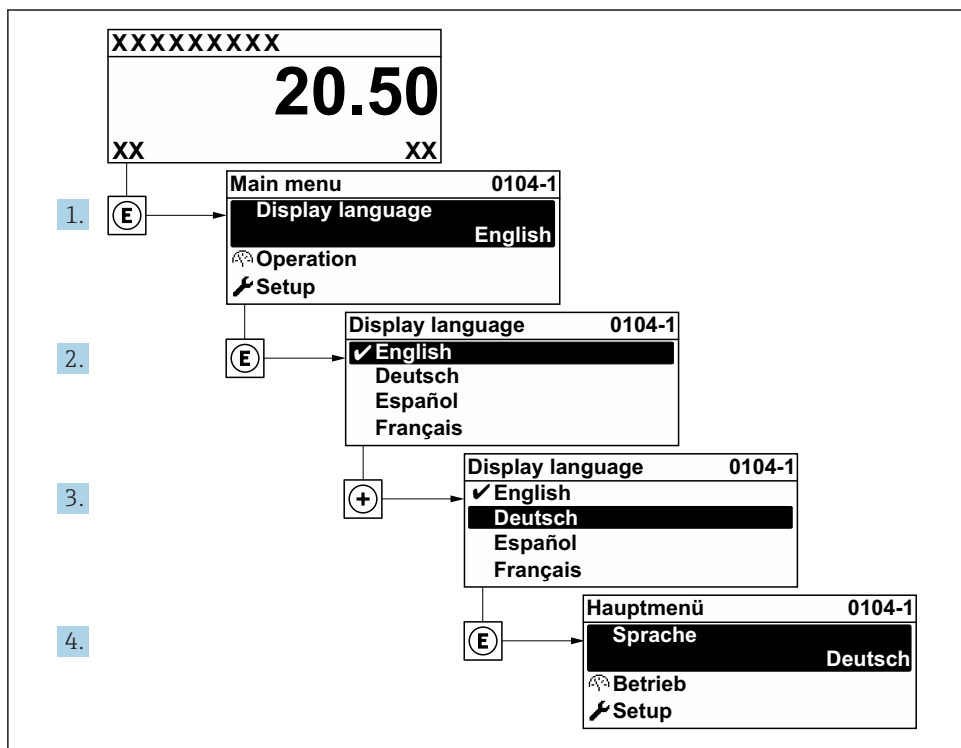 XXXXXXXXX
20.50
XX XX
1. E
Main menu 0104-1
Display language
English
Operation
Setup
2. E
Display language 0104-1
✔ English
Deutsch
Español
Français
3. +
Display language 0104-1
✔ English
Deutsch
Español
Français
4. E
Hauptmenü 0104-1
Sprache
Deutsch
Betrieb
Setup